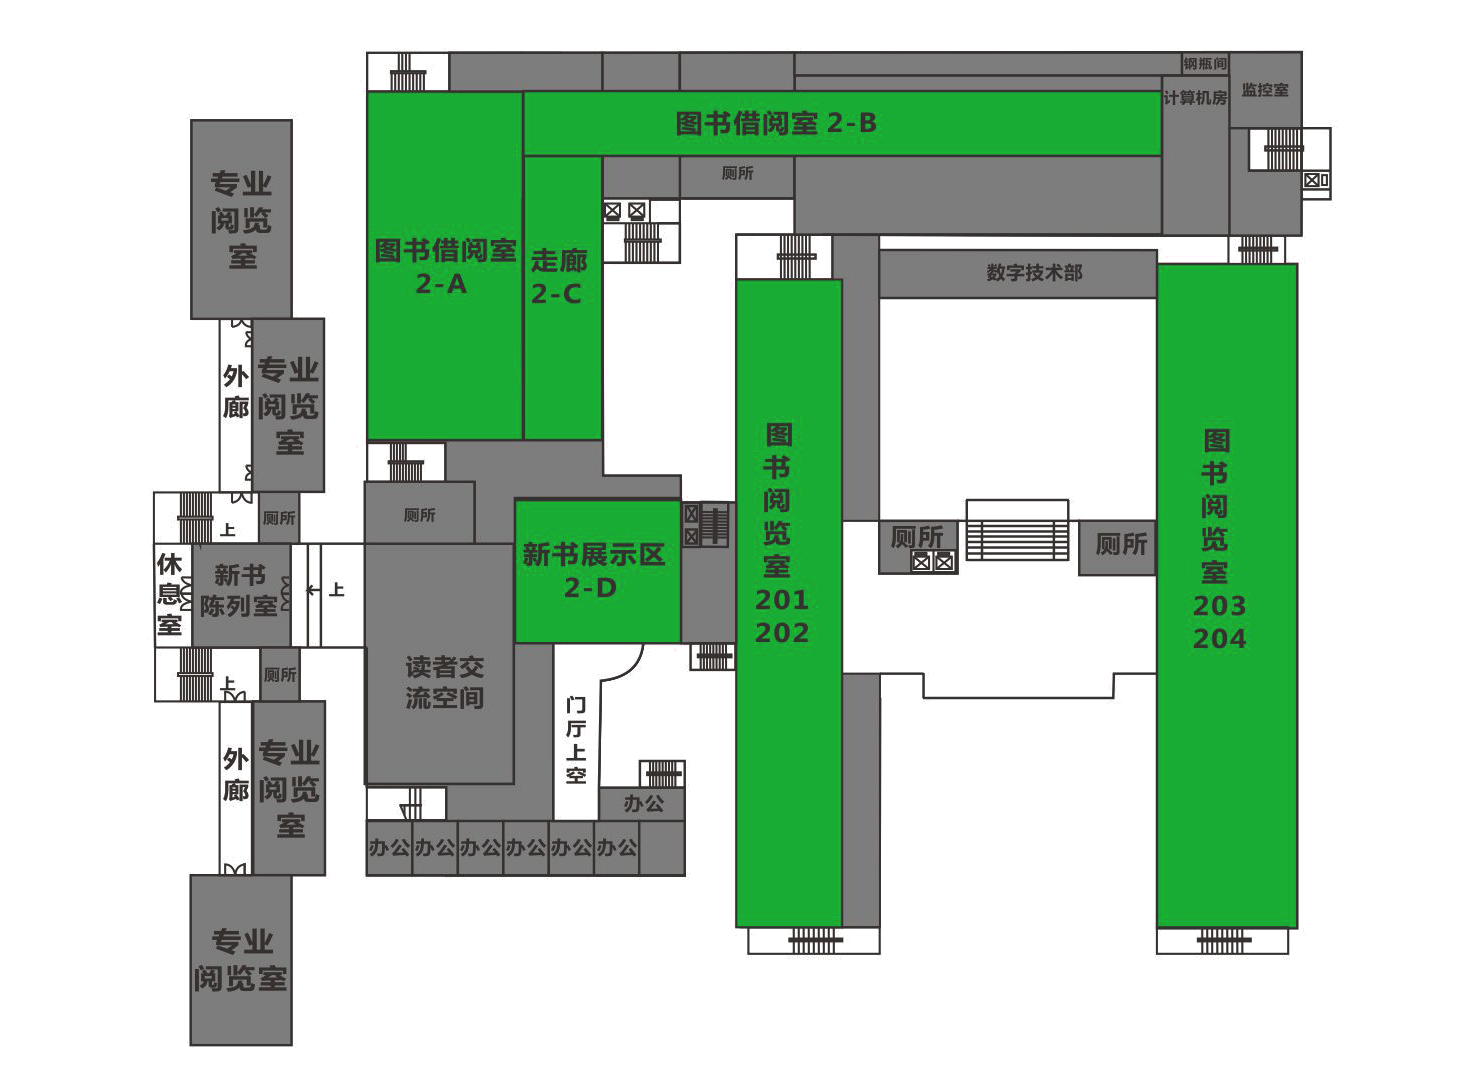 钢瓶间
计算机房
监控室
图书借阅室 2-B
厕所
专业
阅览
室
图书借阅室
2-A
走廊
2-C
数字技术部
外
廊
专业
阅览
室
图
书
阅
览
室
201
202
图
书
阅
览
室
203
204
上
厕所
厕所
新书展示区
2-D
厕所
厕所
休
息
室
新书
陈列室
上
读者交
流空间
上
厕所
门
厅
上
空
外
廊
专业
阅览
室
办公
办公
办公
办公
办公
办公
办公
专业
阅览室